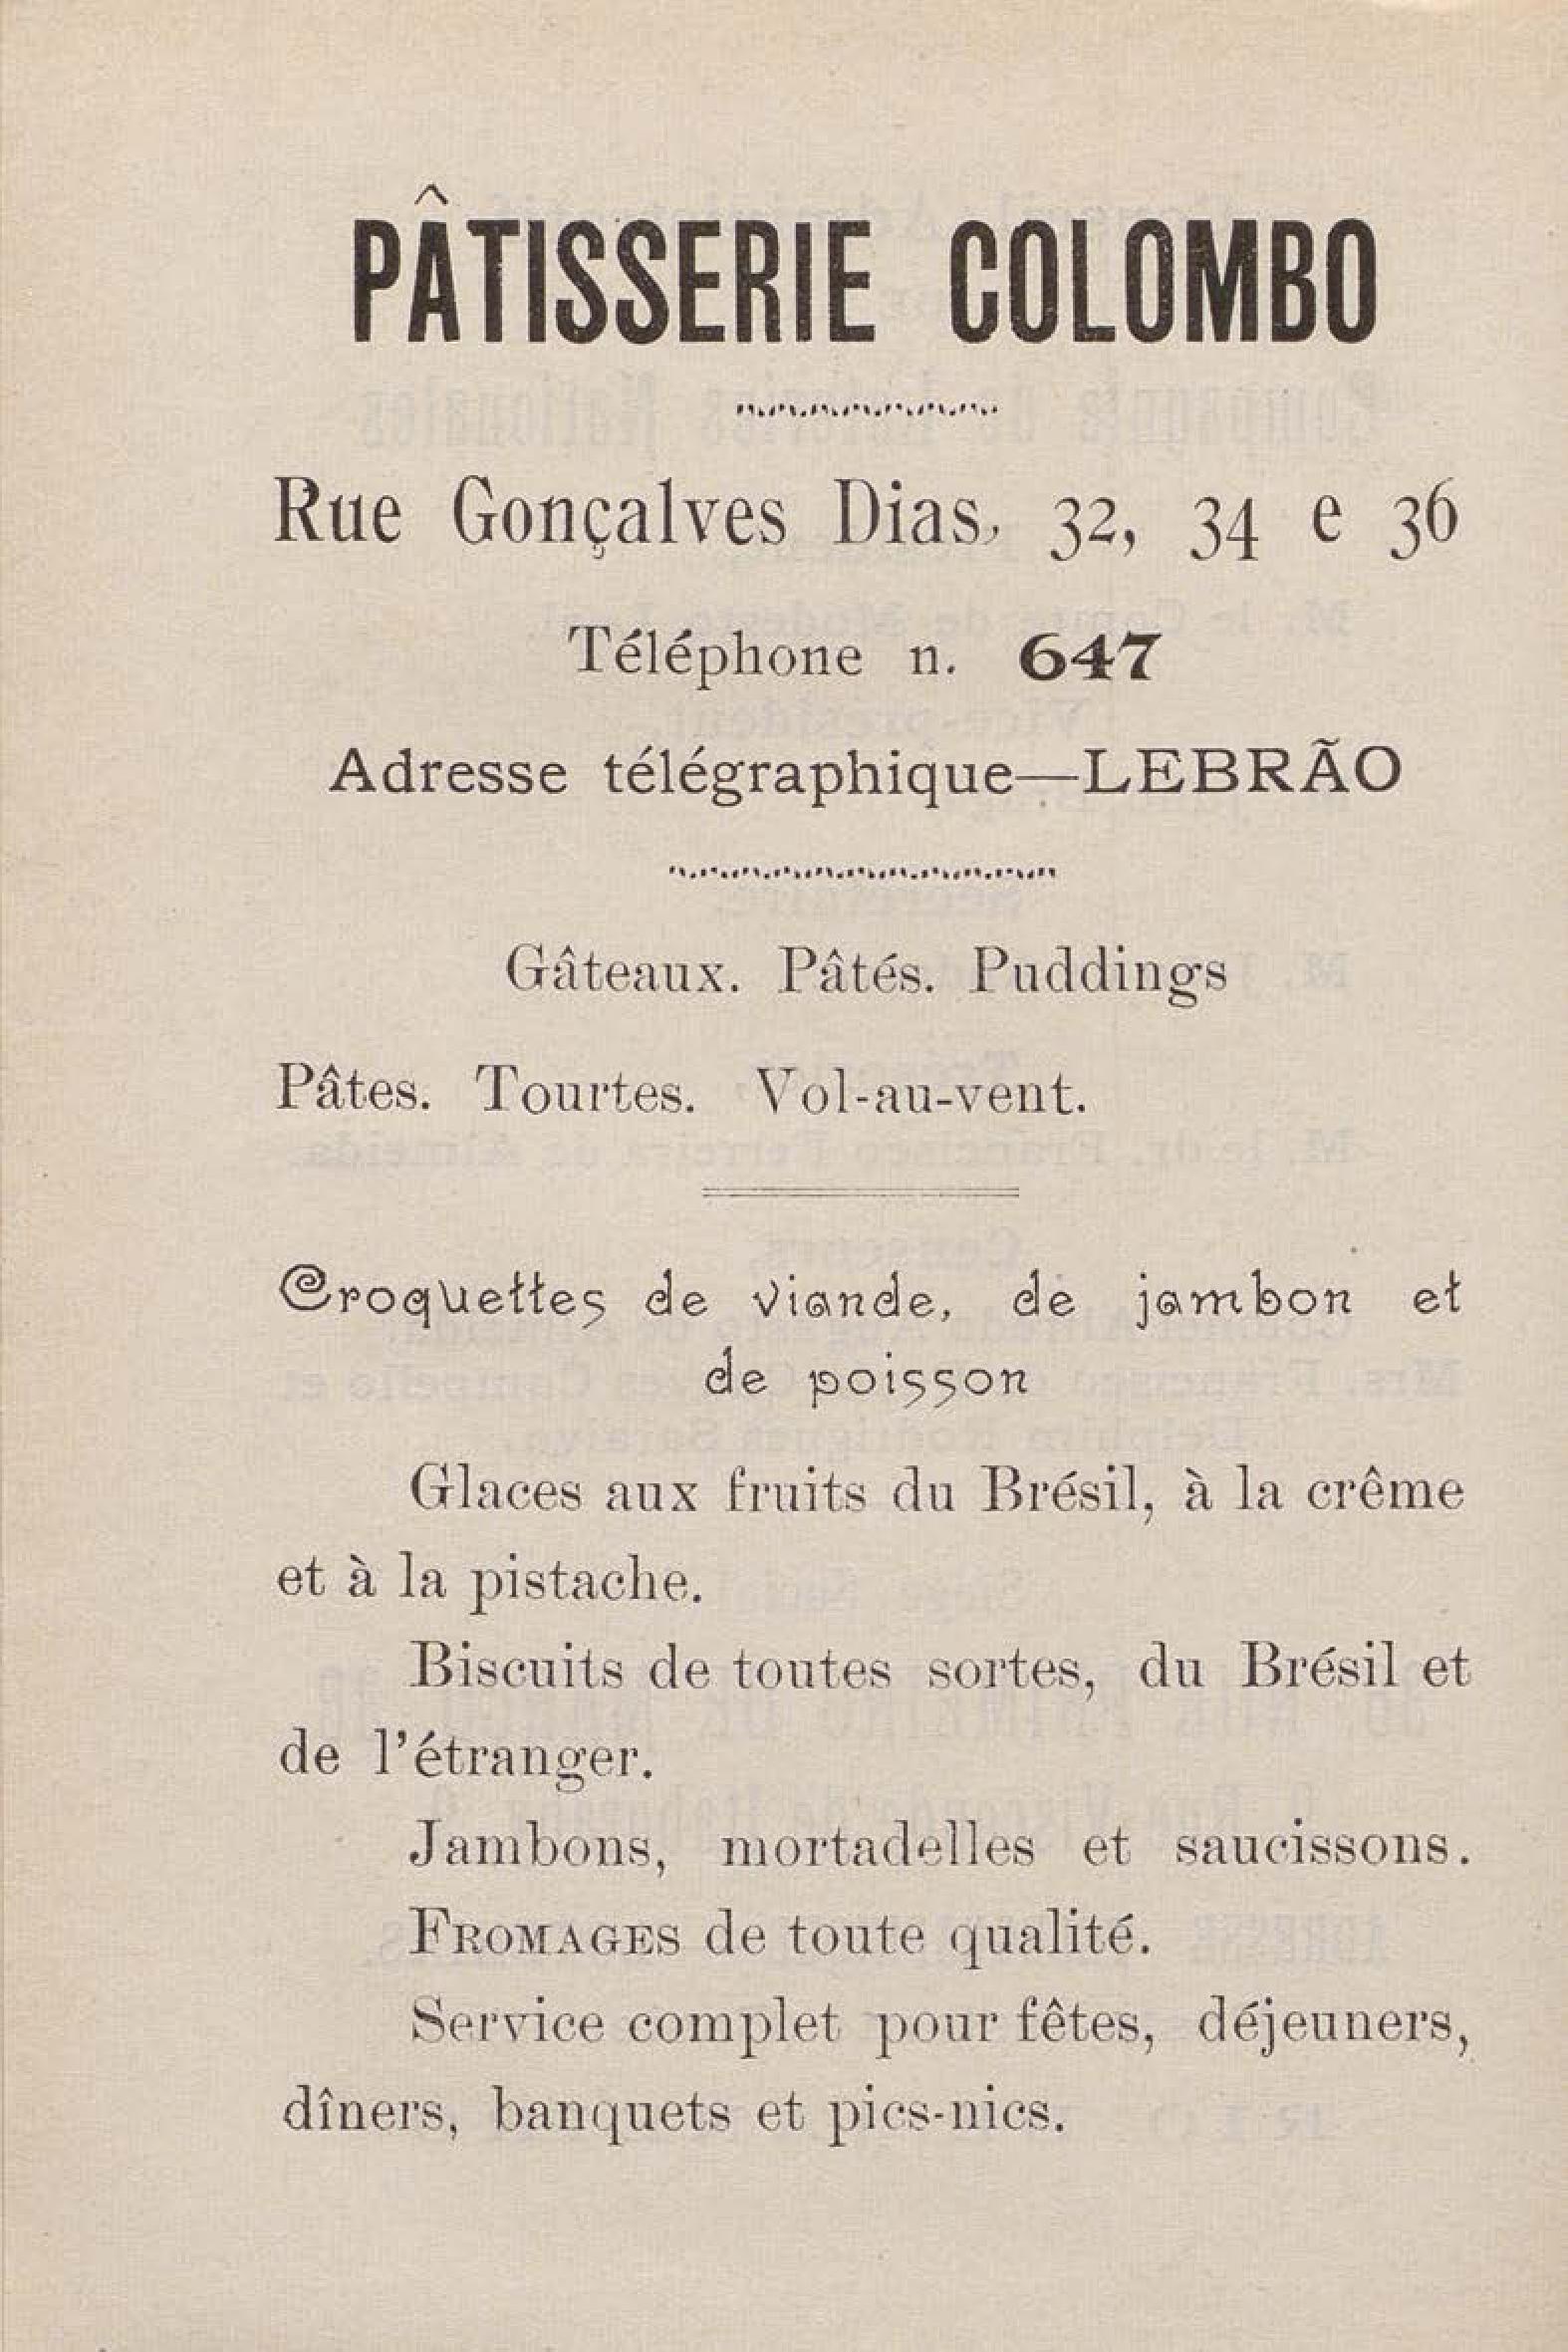 PÂTISSERIE COLOMBO
Rue Gonçalves Dias, 32, 34 e 36
Téléphone n. 647
Adresse télégraphique—LEBRÃO
Gâteaux. Pâtés. Puddings
Pâtes. Tourtes. Vol-au-vent.
Croquettes de viande, de jambon et
de poisson
Glaces aux fruits du Brésil, à la crême
et à la pistache.
Biscuits de toutes sortes, du Brésil et
de l'étranger.
Jambons, mortadelles et saucissons.
FROMAGES de toute qualité.
Service complet pour fêtes, déjeuners,
dîners, banquets et pics-nics.